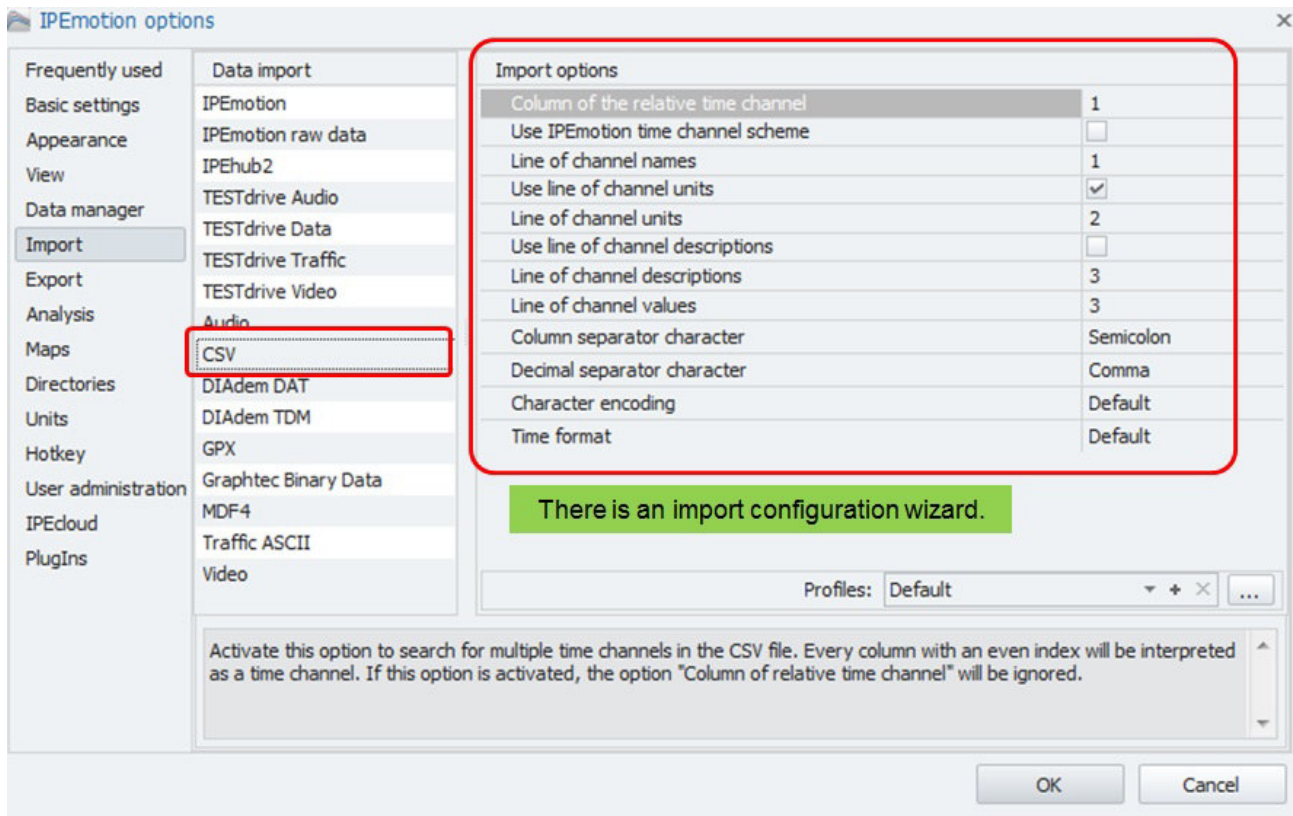 IPEmotion options
Frequently used
Basic settings
Appearance
View
Data manager
Import
Export
Analysis
Maps
Directories
Units
Hotkey
User administration
IPEcloud
PlugIns
Data import
IPEmotion
IPEmotion raw data
IPEhub2
TESTdrive Audio
TESTdrive Data
TESTdrive Traffic
TESTdrive Video
Audio
CSV
DIAdem DAT
DIAdem TDM
GPX
Graphtec Binary Data
MDF4
Traffic ASCII
Video
Import options
Column of the relative time channel 1
Use IPEmotion time channel scheme
Line of channel names 1
Use line of channel units
Line of channel units 2
Use line of channel descriptions
Line of channel descriptions 3
Line of channel values 3
Column separator character Semicolon
Decimal separator character Comma
Character encoding Default
Time format Default
There is an import configuration wizard.
Profiles: Default ...
Activate this option to search for multiple time channels in the CSV file. Every column with an even index will be interpreted
as a time channel. If this option is activated, the option "Column of relative time channel" will be ignored.
OK Cancel